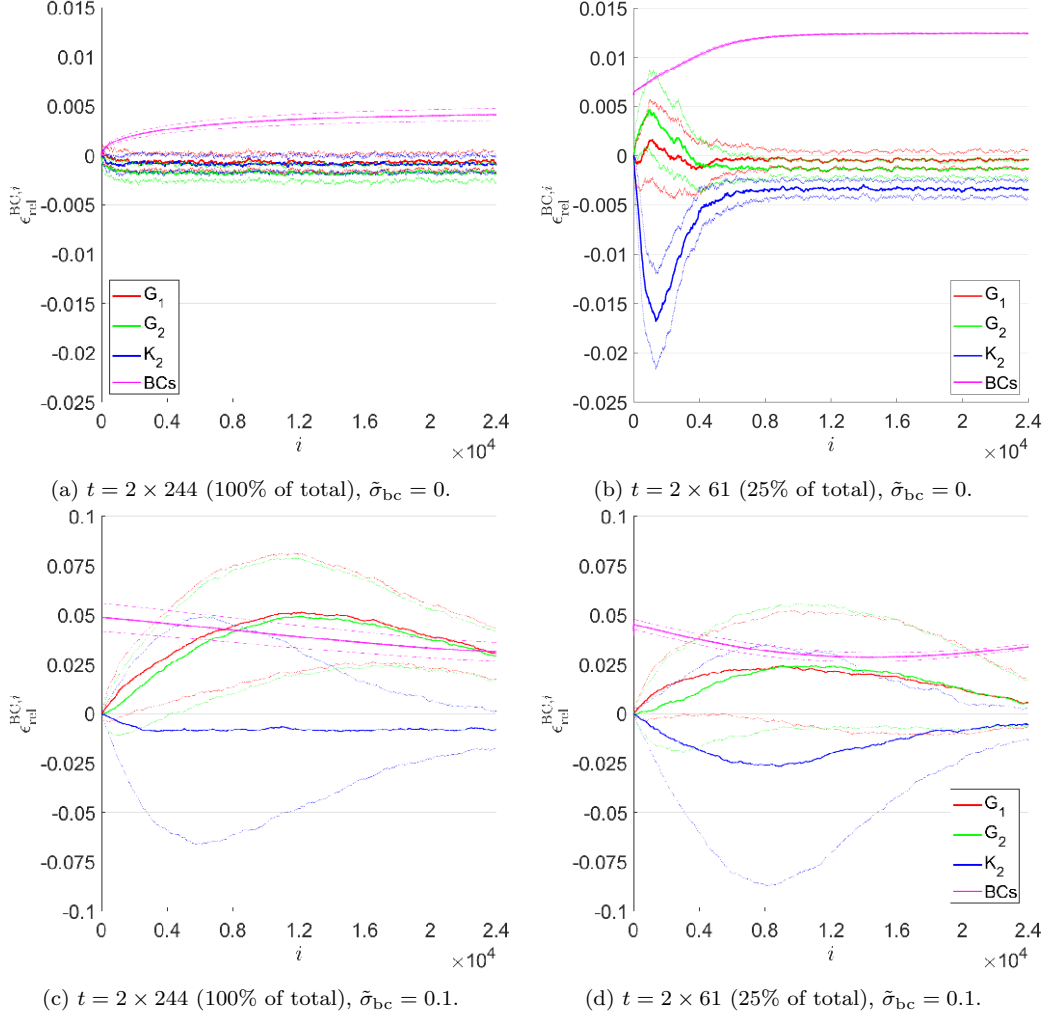 0.015
0.01
0.005
0
-0.005
-0.01
-0.015
-0.02
-0.025
ϵ_rel^{BC,i}
G_1
G_2
K_2
BCs
0 0.4 0.8 1.2 1.6 2 2.4
×10^4
i
(a) t = 2 × 244 (100% of total), σ̃_bc = 0.
0.015
0.01
0.005
0
-0.005
-0.01
-0.015
-0.02
-0.025
ϵ_rel^{BC,i}
G_1
G_2
K_2
BCs
0 0.4 0.8 1.2 1.6 2 2.4
×10^4
i
(b) t = 2 × 61 (25% of total), σ̃_bc = 0.
0.1
0.075
0.05
0.025
0
-0.025
-0.05
-0.075
-0.1
ϵ_rel^{BC,i}
0 0.4 0.8 1.2 1.6 2 2.4
×10^4
i
(c) t = 2 × 244 (100% of total), σ̃_bc = 0.1.
0.1
0.075
0.05
0.025
0
-0.025
-0.05
-0.075
-0.1
ϵ_rel^{BC,i}
G_1
G_2
K_2
BCs
0 0.4 0.8 1.2 1.6 2 2.4
×10^4
i
(d) t = 2 × 61 (25% of total), σ̃_bc = 0.1.